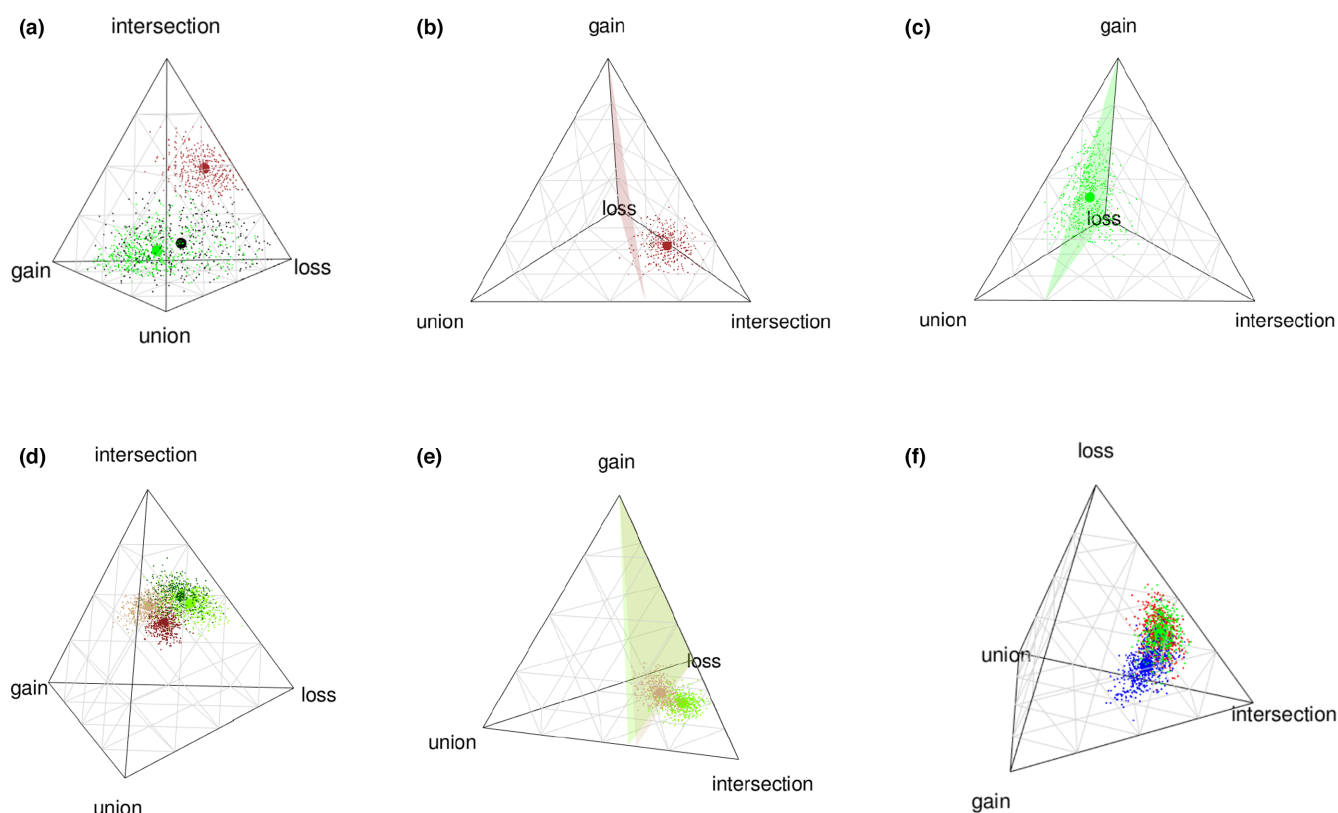 (a)
intersection
gain
loss
union
(b)
gain
loss
union
intersection
(c)
gain
loss
union
intersection
(d)
intersection
gain
loss
union
(e)
gain
loss
union
intersection
(f)
loss
union
intersection
gain